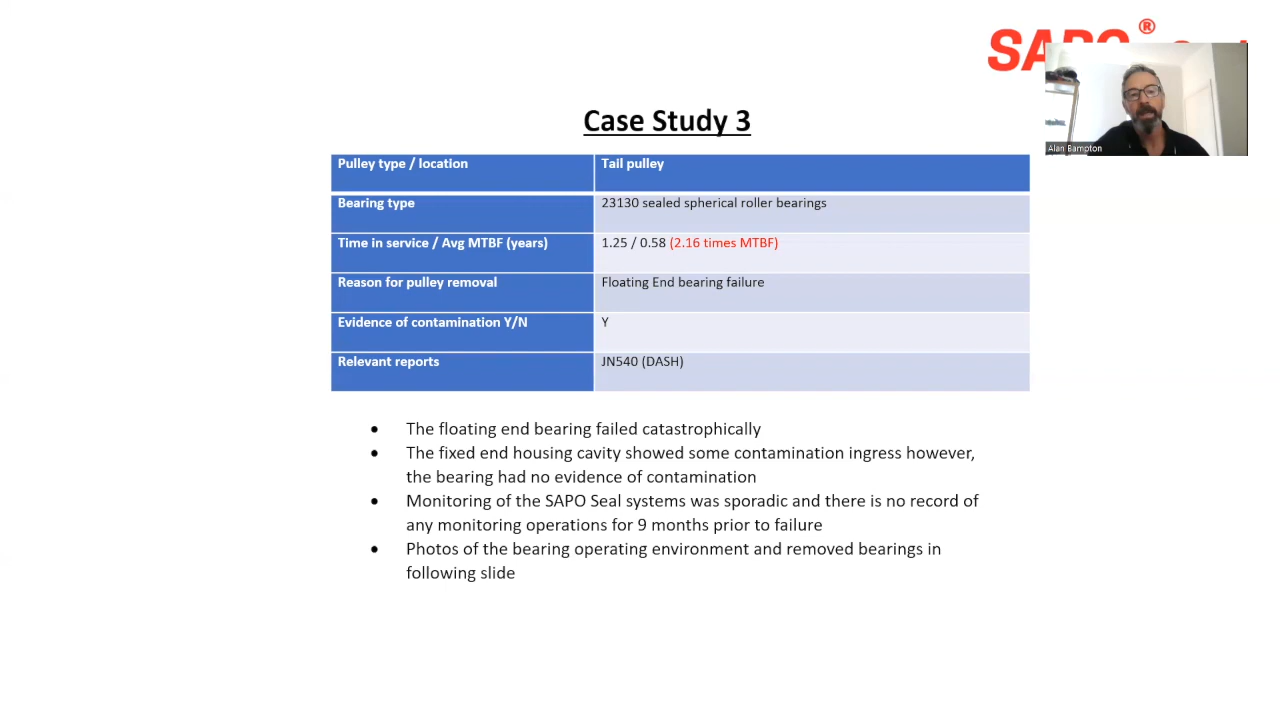 ®
Case Study 3
Alan Bampton
Pulley type / location Tail pulley
Bearing type 23130 sealed spherical roller bearings
Time in service / Avg MTBF (years) 1.25 / 0.58 (2.16 times MTBF)
Reason for pulley removal Floating End bearing failure
Evidence of contamination Y/N Y
Relevant reports JN540 (DASH)
• The floating end bearing failed catastrophically
• The fixed end housing cavity showed some contamination ingress however,
the bearing had no evidence of contamination
• Monitoring of the SAPO Seal systems was sporadic and there is no record of
any monitoring operations for 9 months prior to failure
• Photos of the bearing operating environment and removed bearings in
following slide